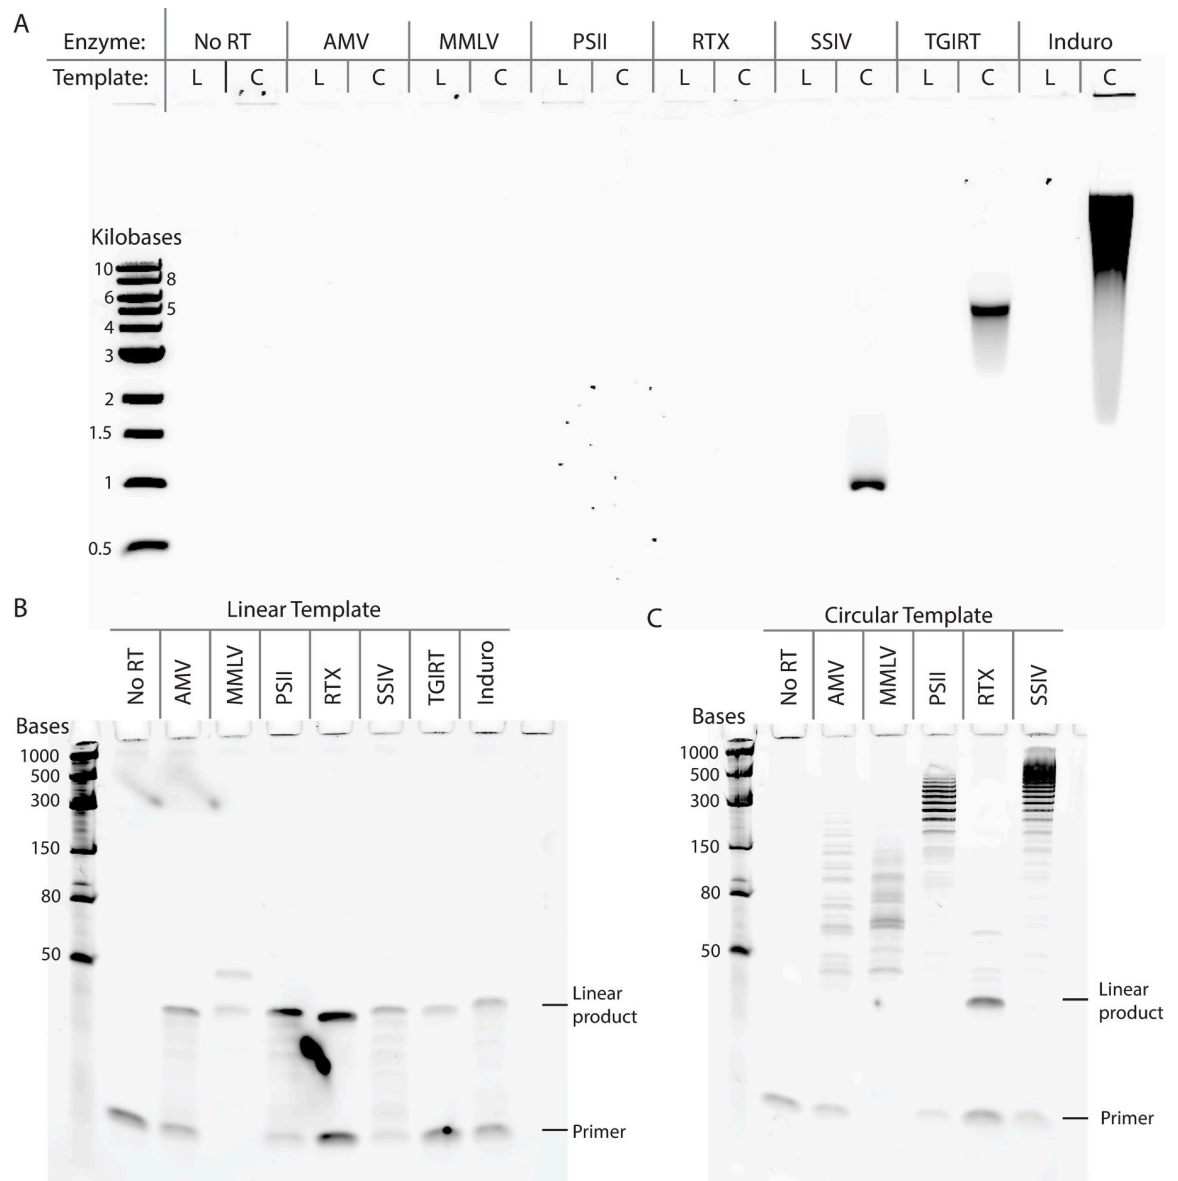 A
Enzyme: No RT AMV MMLV PSII RTX SSIV TGIRT Induro
Template: L C L C L C L C L C L C L C L C
Kilobases
10
8
6
5
4
3
2
1.5
1
0.5
B
Linear Template
No RT AMV MMLV PSII RTX SSIV TGIRT Induro
Bases
1000
500
300
150
80
50
Linear
product
Primer
C
Circular Template
No RT AMV MMLV PSII RTX SSIV
Bases
1000
500
300
150
80
50
Linear
product
Primer